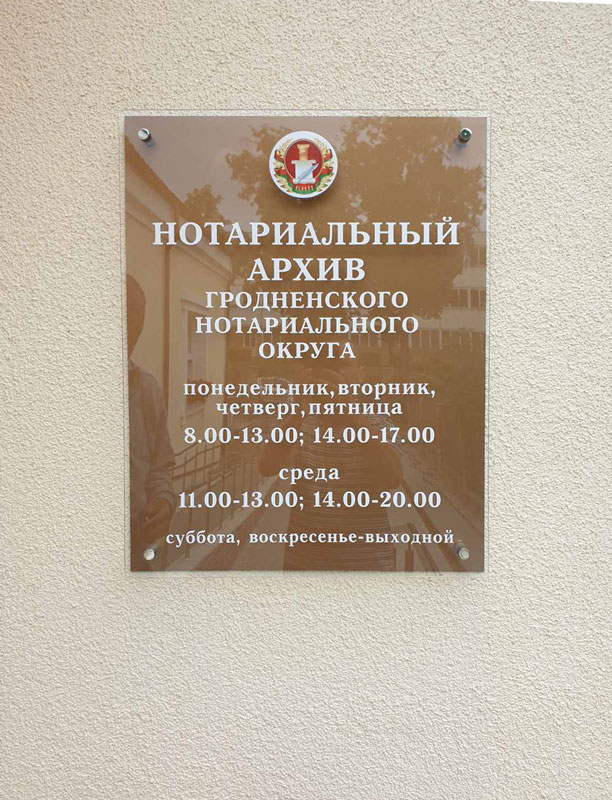 БНП
НОТАРИАЛЬНЫЙ
АРХИВ
ГРОДНЕНСКОГО
НОТАРИАЛЬНОГО
ОКРУГА
понедельник, вторник,
четверг, пятница
8.00-13.00; 14.00-17.00
среда
11.00-13.00; 14.00-20.00
суббота, воскресенье-выходной